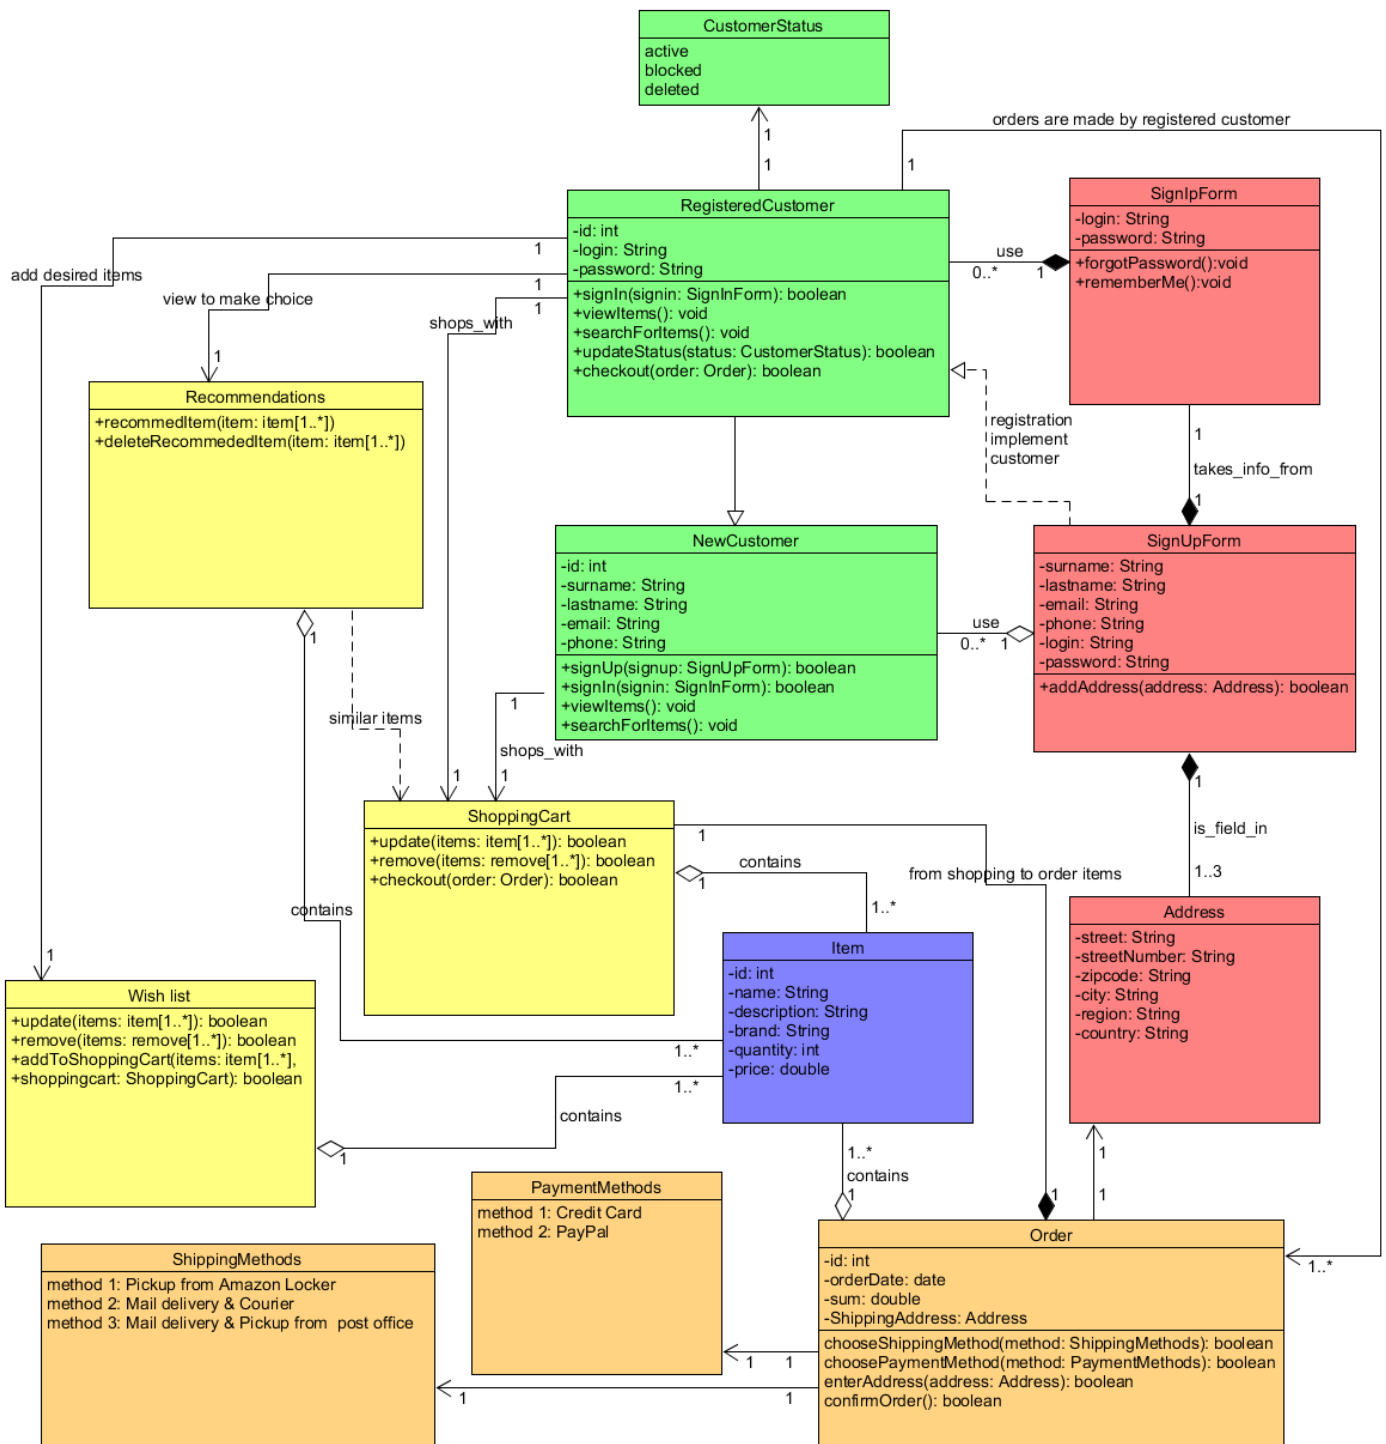 CustomerStatus
active
blocked
deleted
1
1
orders are made by registered customer
1
RegisteredCustomer
-id: int
-login: String
-password: String
+signIn(signin: SignInForm): boolean
+viewItems(): void
+searchForItems(): void
+updateStatus(status: CustomerStatus): boolean
+checkout(order: Order): boolean
use
0..*
1
SignIpForm
-login: String
-password: String
+forgotPassword():void
+rememberMe():void
1
add desired items
1
view to make choice
1
shops_with
1
Recommendations
+recommedItem(item: item[1..*])
+deleteRecommededItem(item: item[1..*])
registration
implement
customer
1
takes_info_from
1
NewCustomer
-id: int
-surname: String
-lastname: String
-email: String
-phone: String
+signUp(signup: SignUpForm): boolean
+signIn(signin: SignInForm): boolean
+viewItems(): void
+searchForItems(): void
use
0..*
1
SignUpForm
-surname: String
-lastname: String
-email: String
-phone: String
-login: String
-password: String
+addAddress(address: Address): boolean
1
similar items
1
shops_with
1
1
1
is_field_in
1..3
ShoppingCart
+update(items: item[1..*]): boolean
+remove(items: remove[1..*]): boolean
+checkout(order: Order): boolean
1
contains
1
1..*
from shopping to order items
contains
1
Item
-id: int
-name: String
-description: String
-brand: String
-quantity: int
-price: double
Address
-street: String
-streetNumber: String
-zipcode: String
-city: String
-region: String
-country: String
Wish list
+update(items: item[1..*]): boolean
+remove(items: remove[1..*]): boolean
+addToShoppingCart(items: item[1..*],
+shoppingcart: ShoppingCart): boolean
1..*
1..*
contains
1
1..*
contains
1
1
1
1
PaymentMethods
method 1: Credit Card
method 2: PayPal
ShippingMethods
method 1: Pickup from Amazon Locker
method 2: Mail delivery & Courier
method 3: Mail delivery & Pickup from  post office
Order
-id: int
-orderDate: date
-sum: double
-ShippingAddress: Address
chooseShippingMethod(method: ShippingMethods): boolean
choosePaymentMethod(method: PaymentMethods): boolean
enterAddress(address: Address): boolean
confirmOrder(): boolean
1..*
1
1
1
1